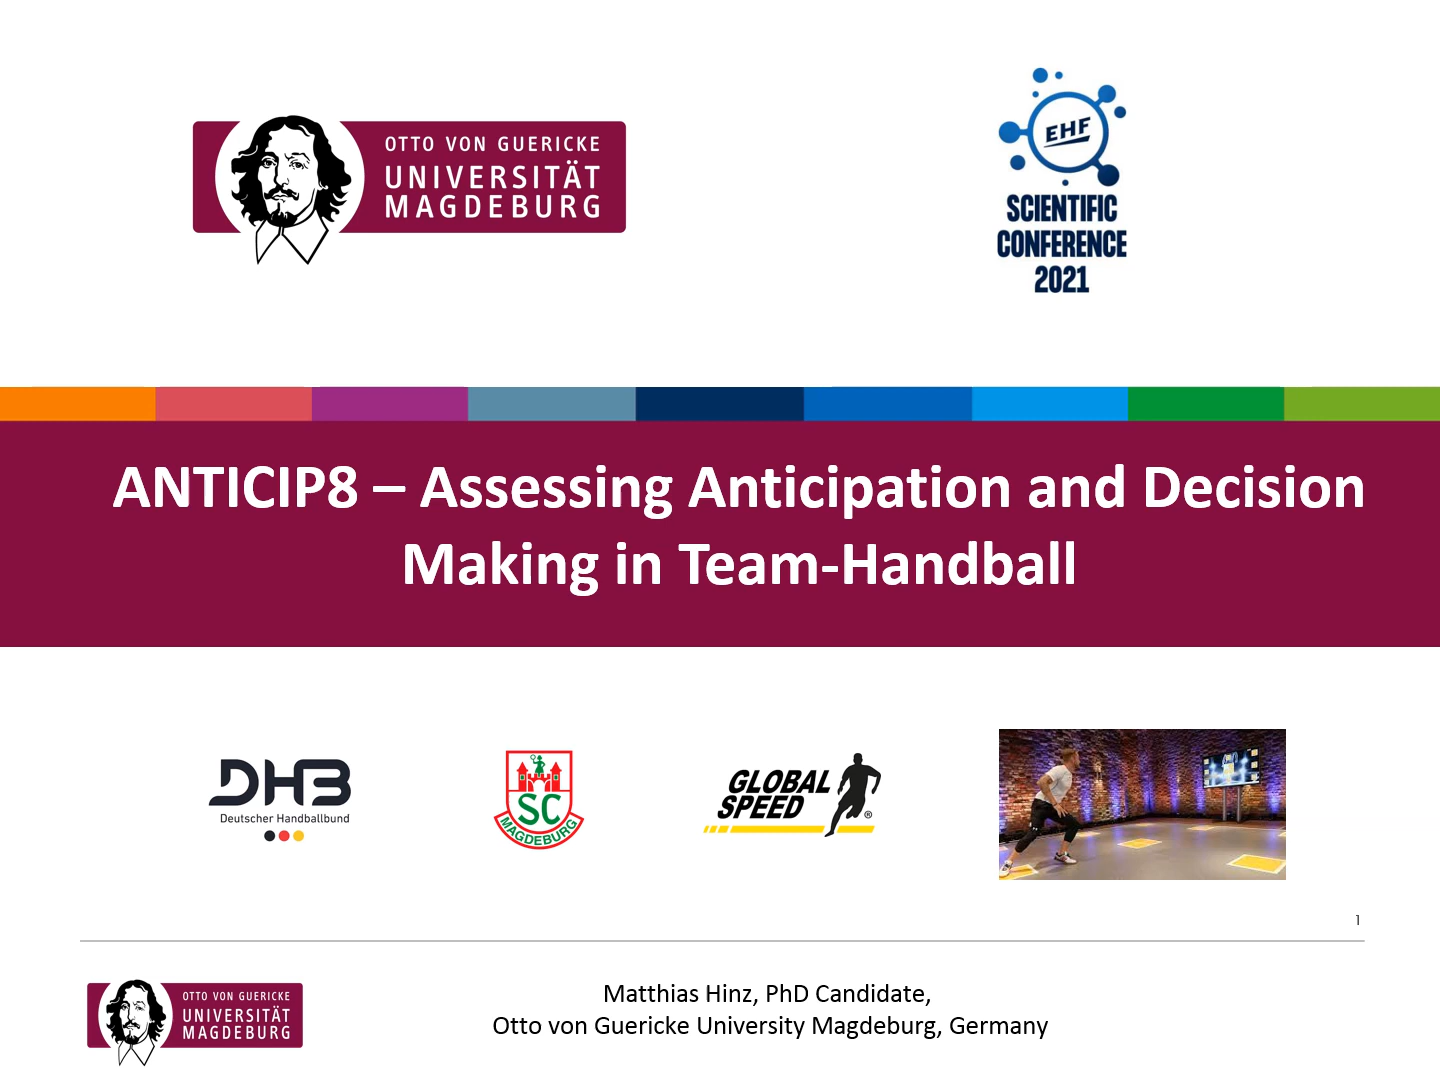 OTTO VON GUERICKE
UNIVERSITÄT
MAGDEBURG
EHF
SCIENTIFIC
CONFERENCE
2021
ANTICIP8 – Assessing Anticipation and Decision
Making in Team-Handball
DHB
Deutscher Handballbund
SC
MAGDEBURG
GLOBAL
SPEED
®
1
OTTO VON GUERICKE
UNIVERSITÄT
MAGDEBURG
Matthias Hinz, PhD Candidate,
Otto von Guericke University Magdeburg, Germany